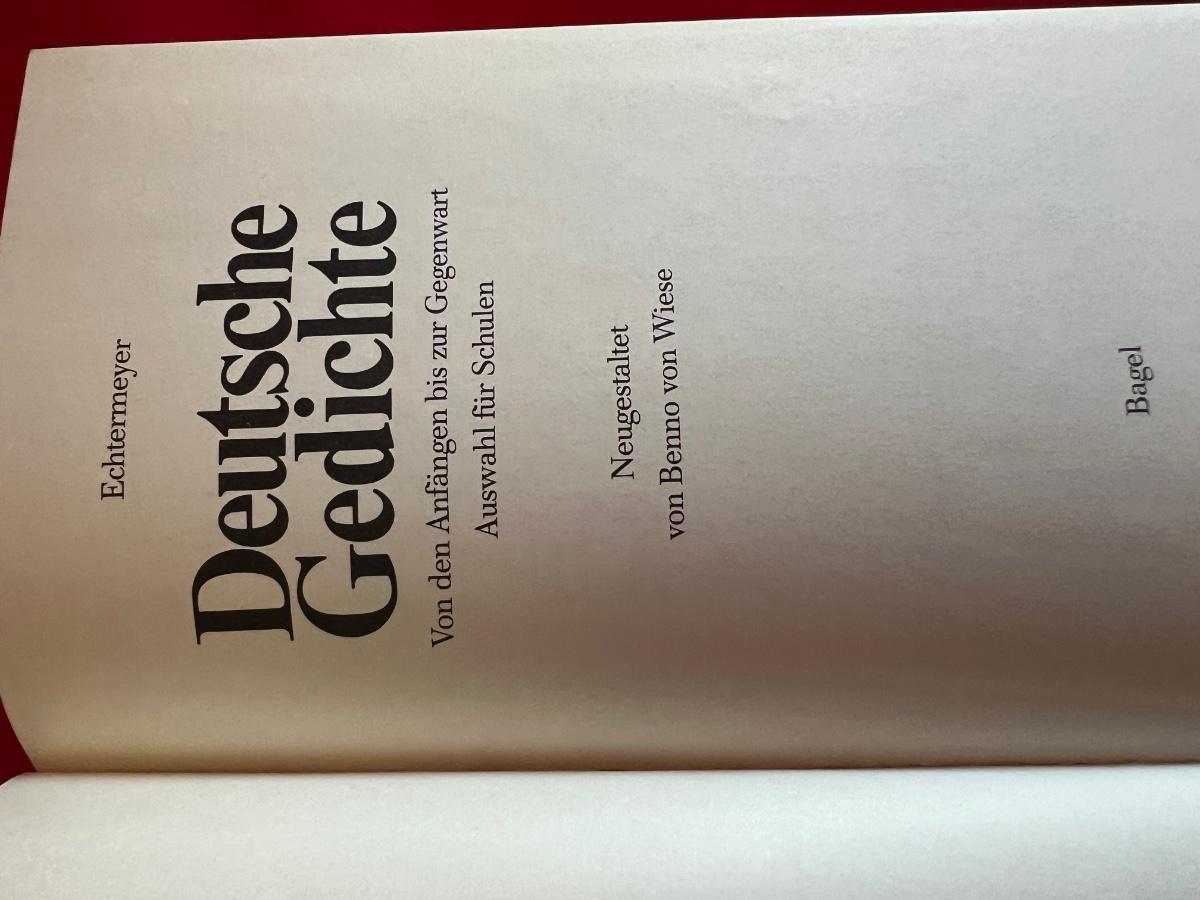 Echtermeyer
Deutsche
Gedichte
Von den Anfängen bis zur Gegenwart
Auswahl für Schulen
Neugestaltet
von Benno von Wiese
Bagel